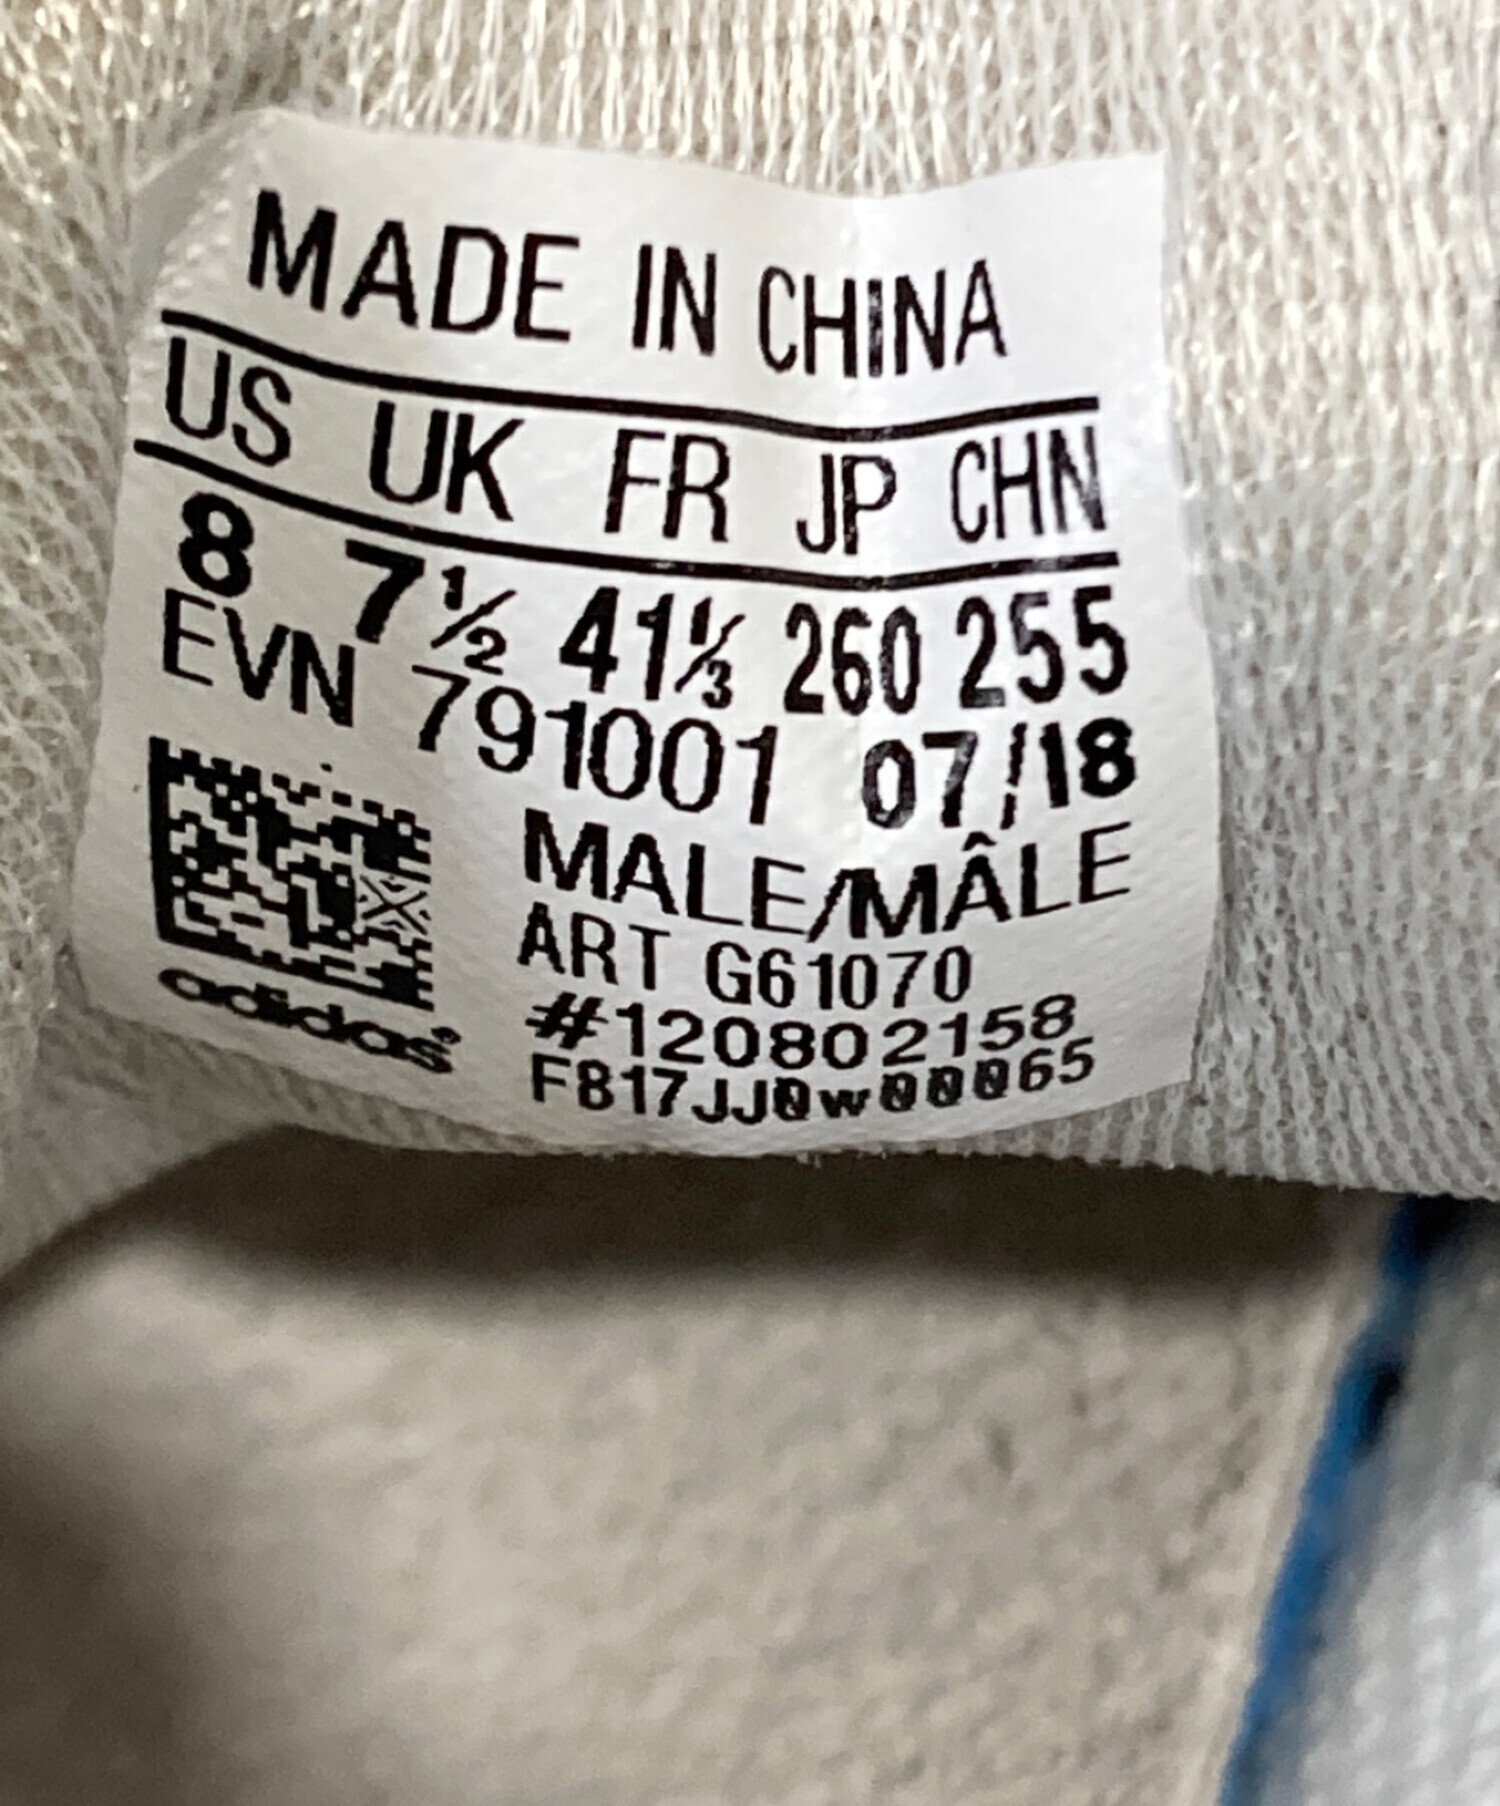 MADE IN CHINA
US UK FR JP CHN
8 7½ 41⅓ 260 255
EVN 791001 07/18
MALE/MÂLE
ART G61070
#120802158
F817JJ0w00065
adidas